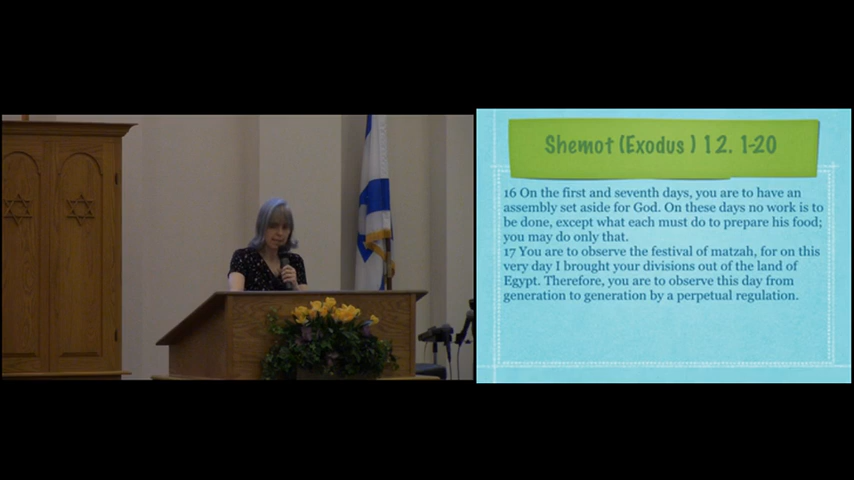 Shemot (Exodus ) 12. 1-20
16 On the first and seventh days, you are to have an
assembly set aside for God. On these days no work is to
be done, except what each must do to prepare his food;
you may do only that.
17 You are to observe the festival of matzah, for on this
very day I brought your divisions out of the land of
Egypt. Therefore, you are to observe this day from
generation to generation by a perpetual regulation.